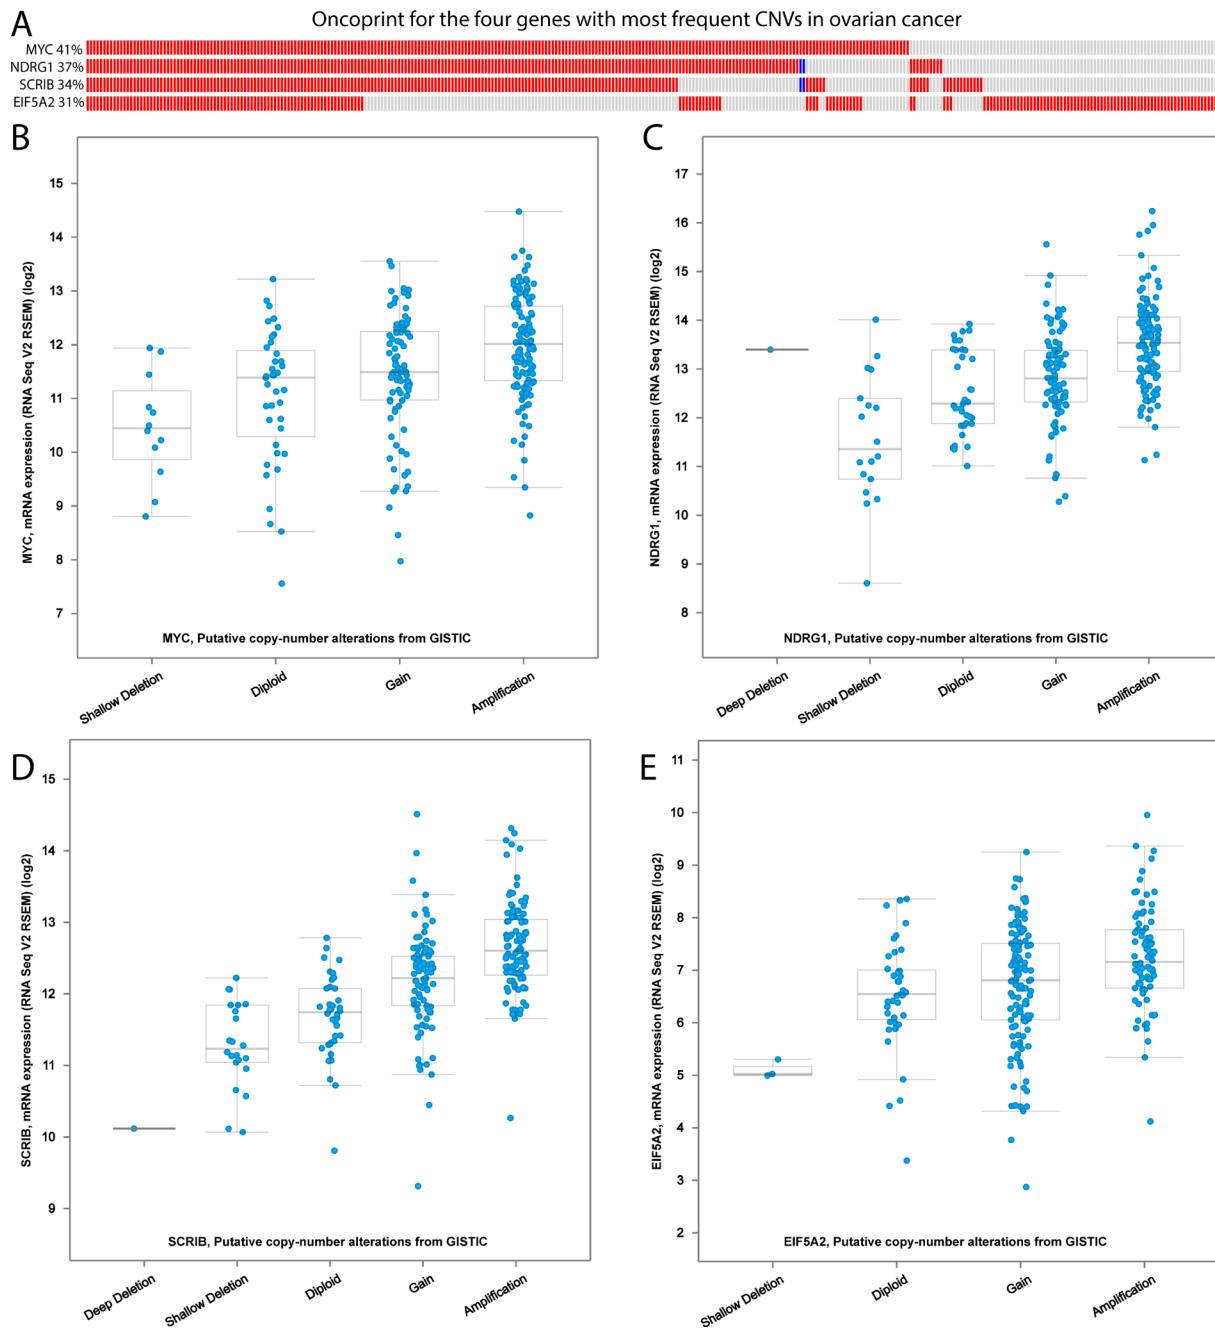 A
Oncoprint for the four genes with most frequent CNVs in ovarian cancer
MYC 41%
NDRG1 37%
SCRIB 34%
EIF5A2 31%
B
MYC, mRNA expression (RNA Seq V2 RSEM) (log2)
15
14
13
12
11
10
9
8
7
MYC, Putative copy-number alterations from GISTIC
Shallow Deletion
Diploid
Gain
Amplification
C
NDRG1, mRNA expression (RNA Seq V2 RSEM) (log2)
17
16
15
14
13
12
11
10
9
8
NDRG1, Putative copy-number alterations from GISTIC
Deep Deletion
Shallow Deletion
Diploid
Gain
Amplification
D
SCRIB, mRNA expression (RNA Seq V2 RSEM) (log2)
15
14
13
12
11
10
9
SCRIB, Putative copy-number alterations from GISTIC
Deep Deletion
Shallow Deletion
Diploid
Gain
Amplification
E
EIF5A2, mRNA expression (RNA Seq V2 RSEM) (log2)
11
10
9
8
7
6
5
4
3
2
EIF5A2, Putative copy-number alterations from GISTIC
Shallow Deletion
Diploid
Gain
Amplification